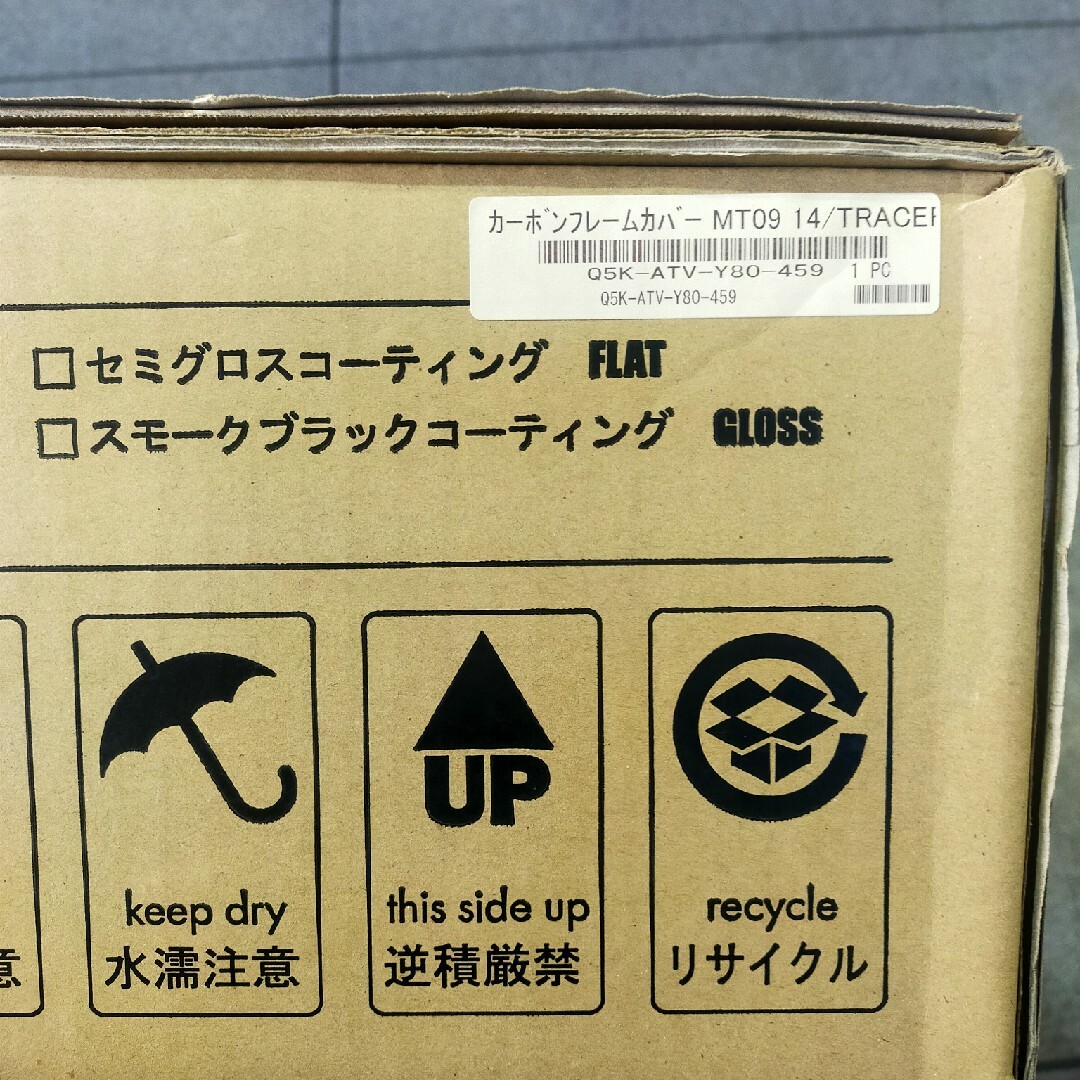 カーボンフレームカバー MT09 14/TRACER
Q5K-ATV-Y80-459 1 PC
Q5K-ATV-Y80-459
セミグロスコーティング FLAT
スモークブラックコーティング GLOSS
UP
keep dry this side up recycle
意 水濡注意 逆積厳禁 リサイクル